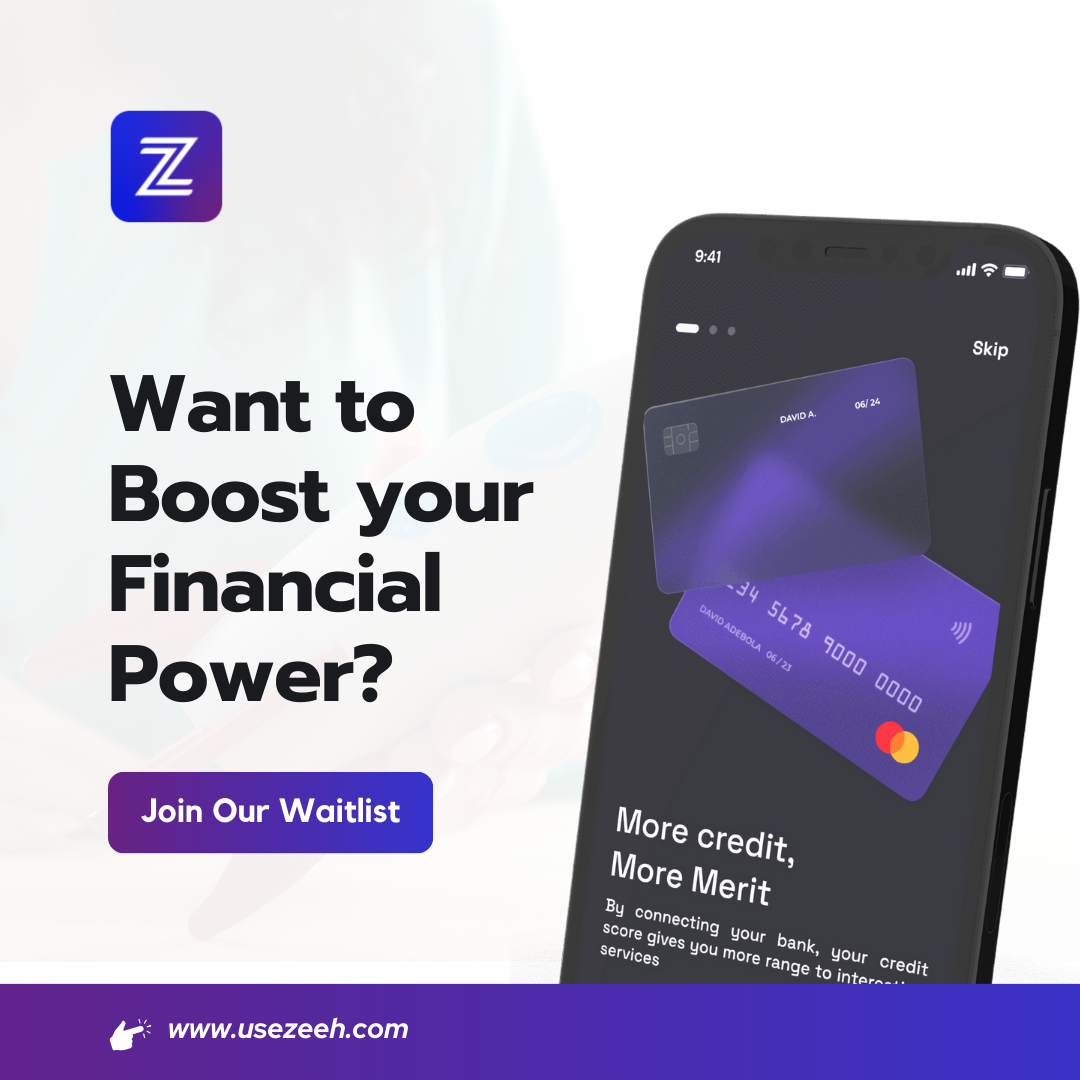 Z
Want to
Boost your
Financial
Power?
Join Our Waitlist
9:41
Skip
DAVID A.
06/ 24
234 5678 9000 0000
DAVID ADEBOLA 06/23
More credit,
More Merit
By connecting your bank, your credit
score gives you more range to
services
www.usezeeh.com